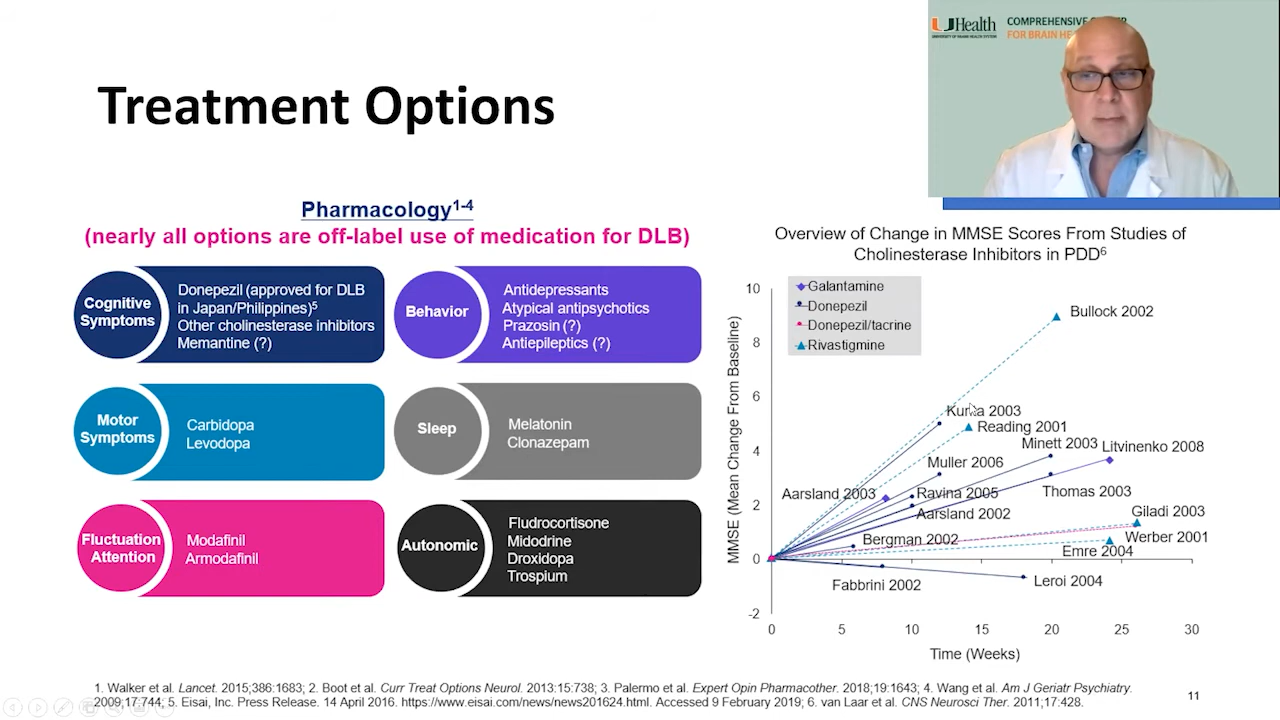 UHealth
UNIVERSITY OF MIAMI HEALTH SYSTEM
COMPREHENSIVE
FOR BRAIN HE
Treatment Options
Pharmacology1-4
(nearly all options are off-label use of medication for DLB)
Cognitive
Symptoms
Donepezil (approved for DLB
in Japan/Philippines)5
Other cholinesterase inhibitors
Memantine (?)
Behavior
Antidepressants
Atypical antipsychotics
Prazosin (?)
Antiepileptics (?)
Motor
Symptoms
Carbidopa
Levodopa
Sleep
Melatonin
Clonazepam
Fluctuation
Attention
Modafinil
Armodafinil
Autonomic
Fludrocortisone
Midodrine
Droxidopa
Trospium
Overview of Change in MMSE Scores From Studies of
Cholinesterase Inhibitors in PDD6
Galantamine
Donepezil
Donepezil/tacrine
Rivastigmine
MMSE (Mean Change From Baseline)
10
8
6
4
2
0
-2
Bullock 2002
Kurita 2003
Reading 2001
Minett 2003
Litvinenko 2008
Muller 2006
Aarsland 2003
Ravina 2005
Thomas 2003
Aarsland 2002
Giladi 2003
Bergman 2002
Werber 2001
Emre 2004
Fabbrini 2002
Leroi 2004
0 5 10 15 20 25 30
Time (Weeks)
1. Walker et al. Lancet. 2015;386:1683; 2. Boot et al. Curr Treat Options Neurol. 2013:15:738; 3. Palermo et al. Expert Opin Pharmacother. 2018;19:1643; 4. Wang et al. Am J Geriatr Psychiatry.
2009;17:744; 5. Eisai, Inc. Press Release. 14 April 2016. https://www.eisai.com/news/news201624.html. Accessed 9 February 2019; 6. van Laar et al. CNS Neurosci Ther. 2011;17:428.
11